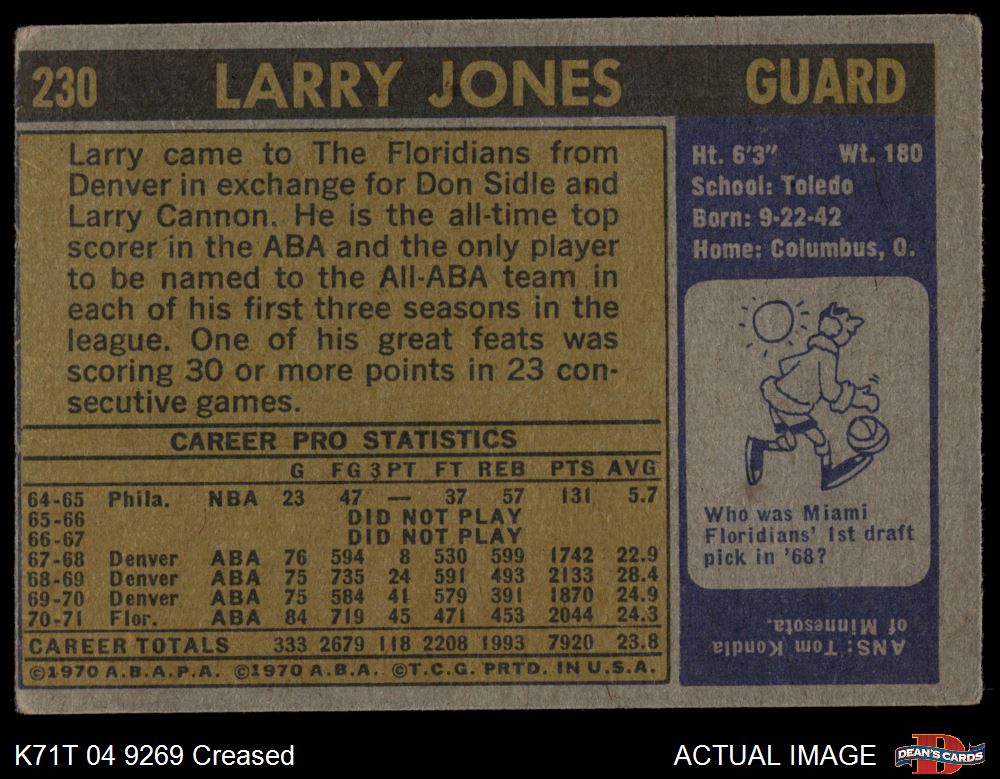 230 LARRY JONES GUARD
Larry came to The Floridians from
Denver in exchange for Don Sidle and
Larry Cannon. He is the all-time top
scorer in the ABA and the only player
to be named to the All-ABA team in
each of his first three seasons in the
league. One of his great feats was
scoring 30 or more points in 23 con-
secutive games.
CAREER PRO STATISTICS
G FG 3PT FT REB PTS AVG
64-65 Phila. NBA 23 47 — 37 57 131 5.7
65-66 DID NOT PLAY
66-67 DID NOT PLAY
67-68 Denver ABA 76 594 8 530 599 1742 22.9
68-69 Denver ABA 75 735 24 591 493 2133 28.4
69-70 Denver ABA 75 584 41 579 391 1870 24.9
70-71 Flor. ABA 84 719 45 471 453 2044 24.3
CAREER TOTALS 333 2679 118 2208 1993 7920 23.8
©1970 A.B.A.P.A. ©1970 A.B.A. ©T.C.G. PRTD. IN U.S.A.
Ht. 6'3" Wt. 180
School: Toledo
Born: 9-22-42
Home: Columbus, O.
Who was Miami
Floridians' 1st draft
pick in '68?
ANS: Tom Kondla
of Minnesota.
K71T 04 9269 Creased
ACTUAL IMAGE
DEAN'S CARDS